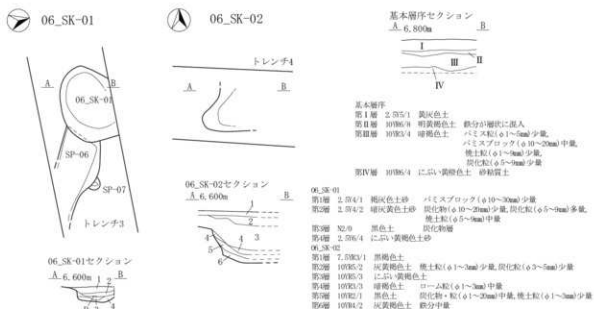 06_SK-01
A
B
06_SK-01
SP-06
SP-07
トレンチ3
06_SK-01セクション
A 6.600m B
1
2
4
06_SK-02
トレンチ4
A
B
06_SK-02セクション
A 6.600m B
1
2
3
4
4
5
6
基本層序セクション
A 6.800m B
I
II
III
IV
基本層序
第Ⅰ層 2.5Y5/1 黄灰色土
第Ⅱ層 10YR6/8 明黄褐色土 鉄分が層状に混入
第Ⅲ層 10YR3/4 暗褐色土 パミス粒(φ1～5mm)少量,
パミスブロック(φ10～20mm)中量,
焼土粒(φ1～9mm)少量,
炭化粒(φ5～9mm)少量
第Ⅳ層 10YR6/4 にぶい黄橙色土 砂粘質土
06_SK-01
第1層 2.5Y4/1 褐灰色土砂 パミスブロック(φ10～30mm)少量
第2層 2.5Y4/2 暗灰黄色土砂 炭化物(φ10～20mm)少量,炭化粒(φ5～9mm)多量,
焼土粒(φ5～9mm)中量
第3層 N2/0 黒色土 炭化物層
第4層 2.5Y6/4 にぶい黄褐色土砂
06_SK-02
第1層 7.5YR3/1 黒褐色土
第2層 10YR5/2 灰黄褐色土 焼土粒(φ1～3mm)少量,炭化粒(φ3～5mm)少量
第3層 10YR5/3 にぶい黄褐色土
第4層 10YR3/3 暗褐色土 ローム粒(φ1～3mm)中量
第5層 10YR2/1 黒色土 炭化物・粒(φ1～20mm)中量,焼土粒(φ1～3mm)少量
第6層 10YR4/2 灰黄褐色土 鉄分中量